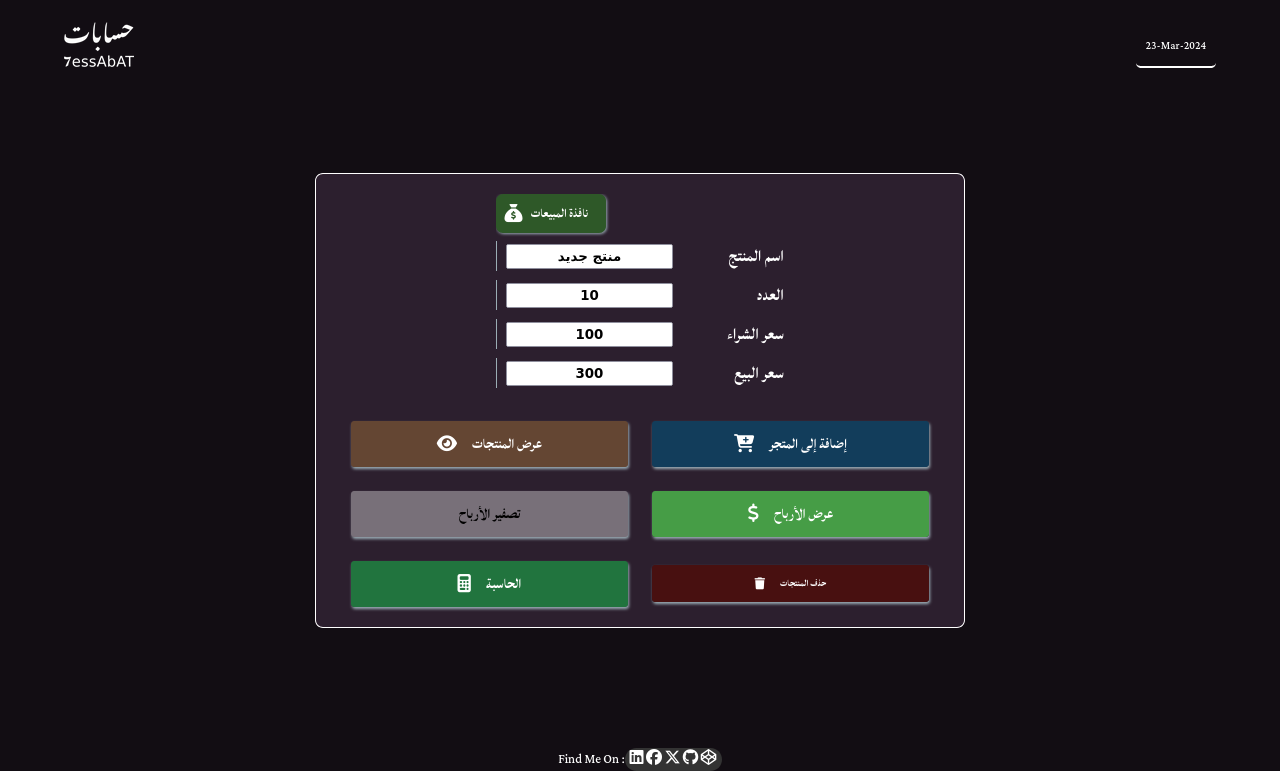 حسابات
7essAbAT
23-Mar-2024
نافذة المبيعات
اسم المنتج
منتج جديد
العدد
10
سعر الشراء
100
سعر البيع
300
إضافة إلى المتجر
عرض المنتجات
عرض الأرباح
تصفير الأرباح
حذف المنتجات
الحاسبة
Find Me On :